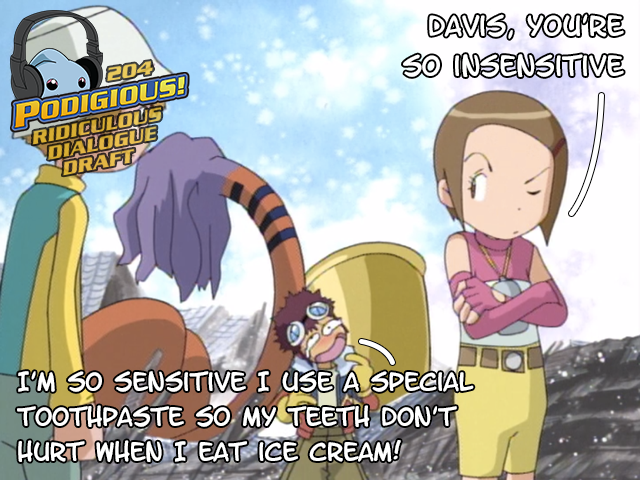 204
PODIGIOUS!
RIDICULOUS
DIALOGUE
DRAFT
DAVIS, YOU'RE
SO INSENSITIVE
I'M SO SENSITIVE I USE A SPECIAL
TOOTHPASTE SO MY TEETH DON'T
HURT WHEN I EAT ICE CREAM!